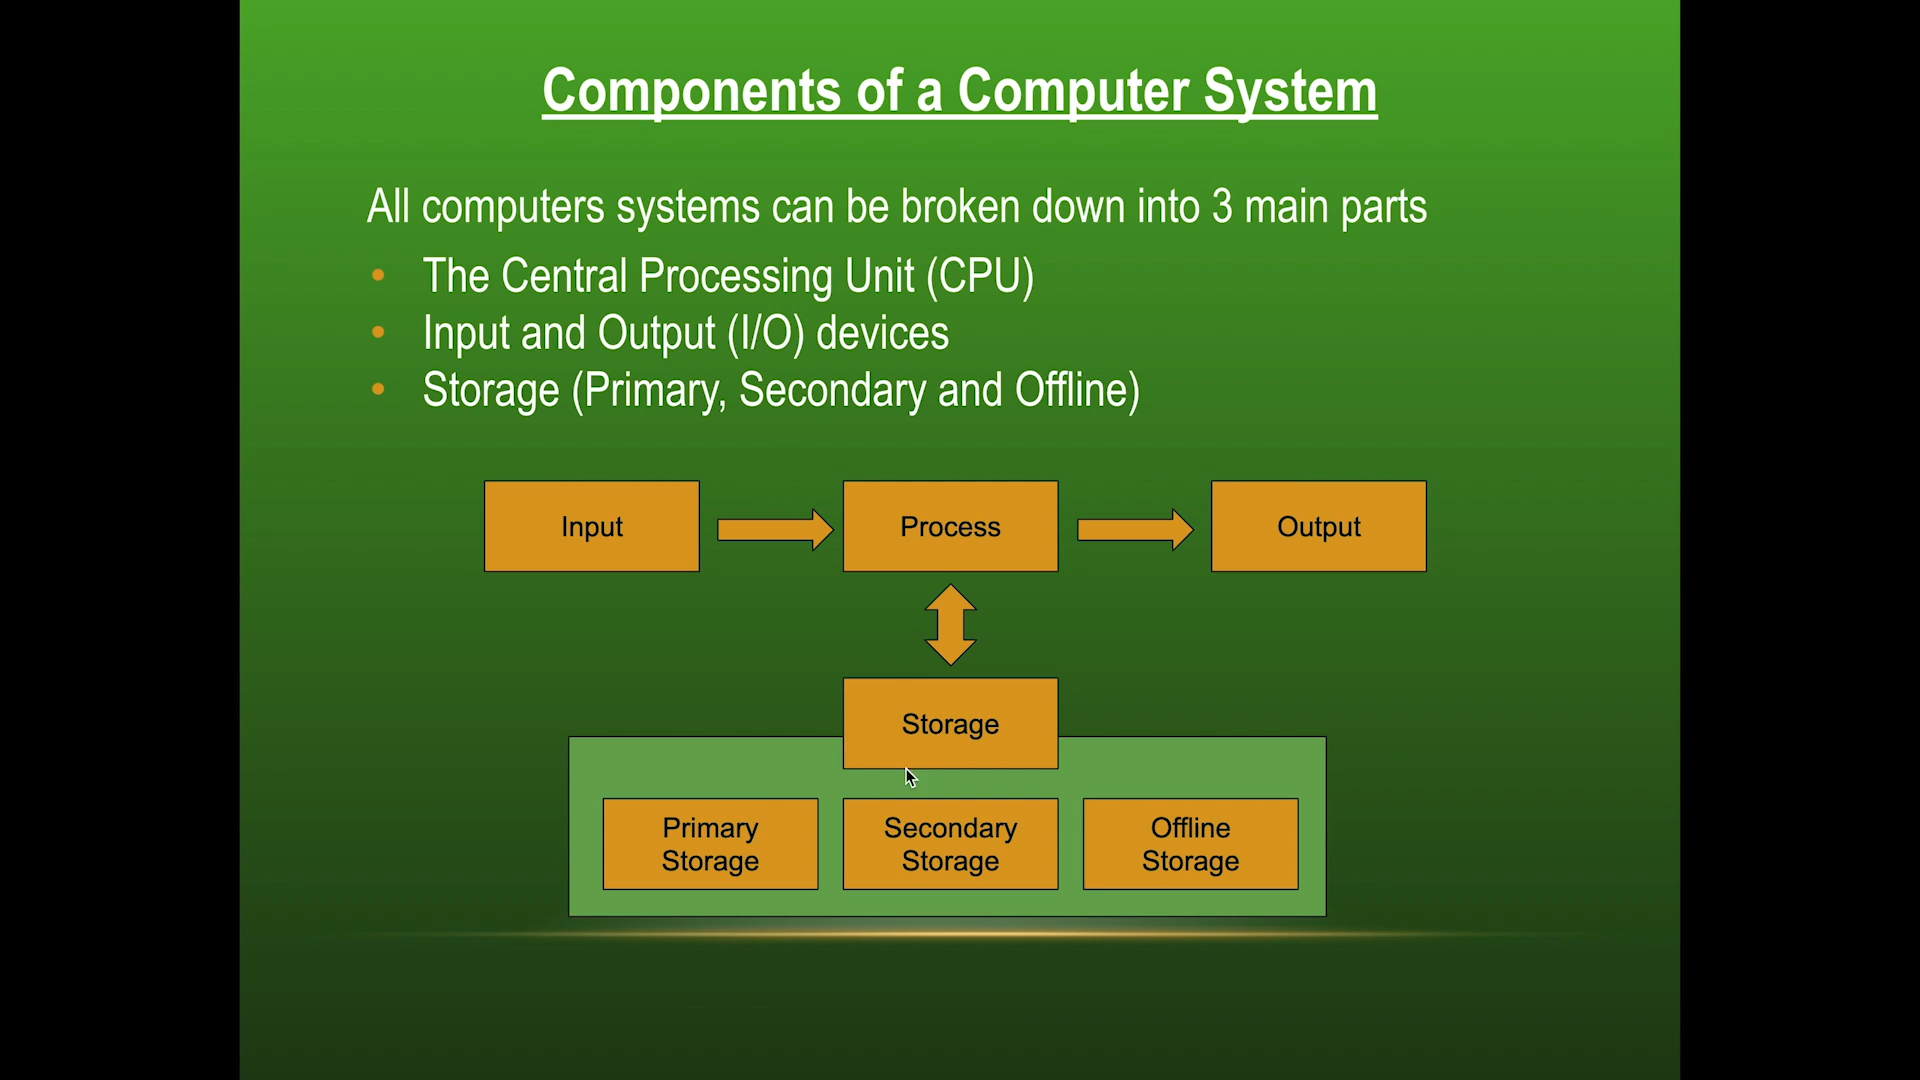 Components of a Computer System
All computers systems can be broken down into 3 main parts
• The Central Processing Unit (CPU)
• Input and Output (I/O) devices
• Storage (Primary, Secondary and Offline)
Input
Process
Output
Storage
Primary
Storage
Secondary
Storage
Offline
Storage